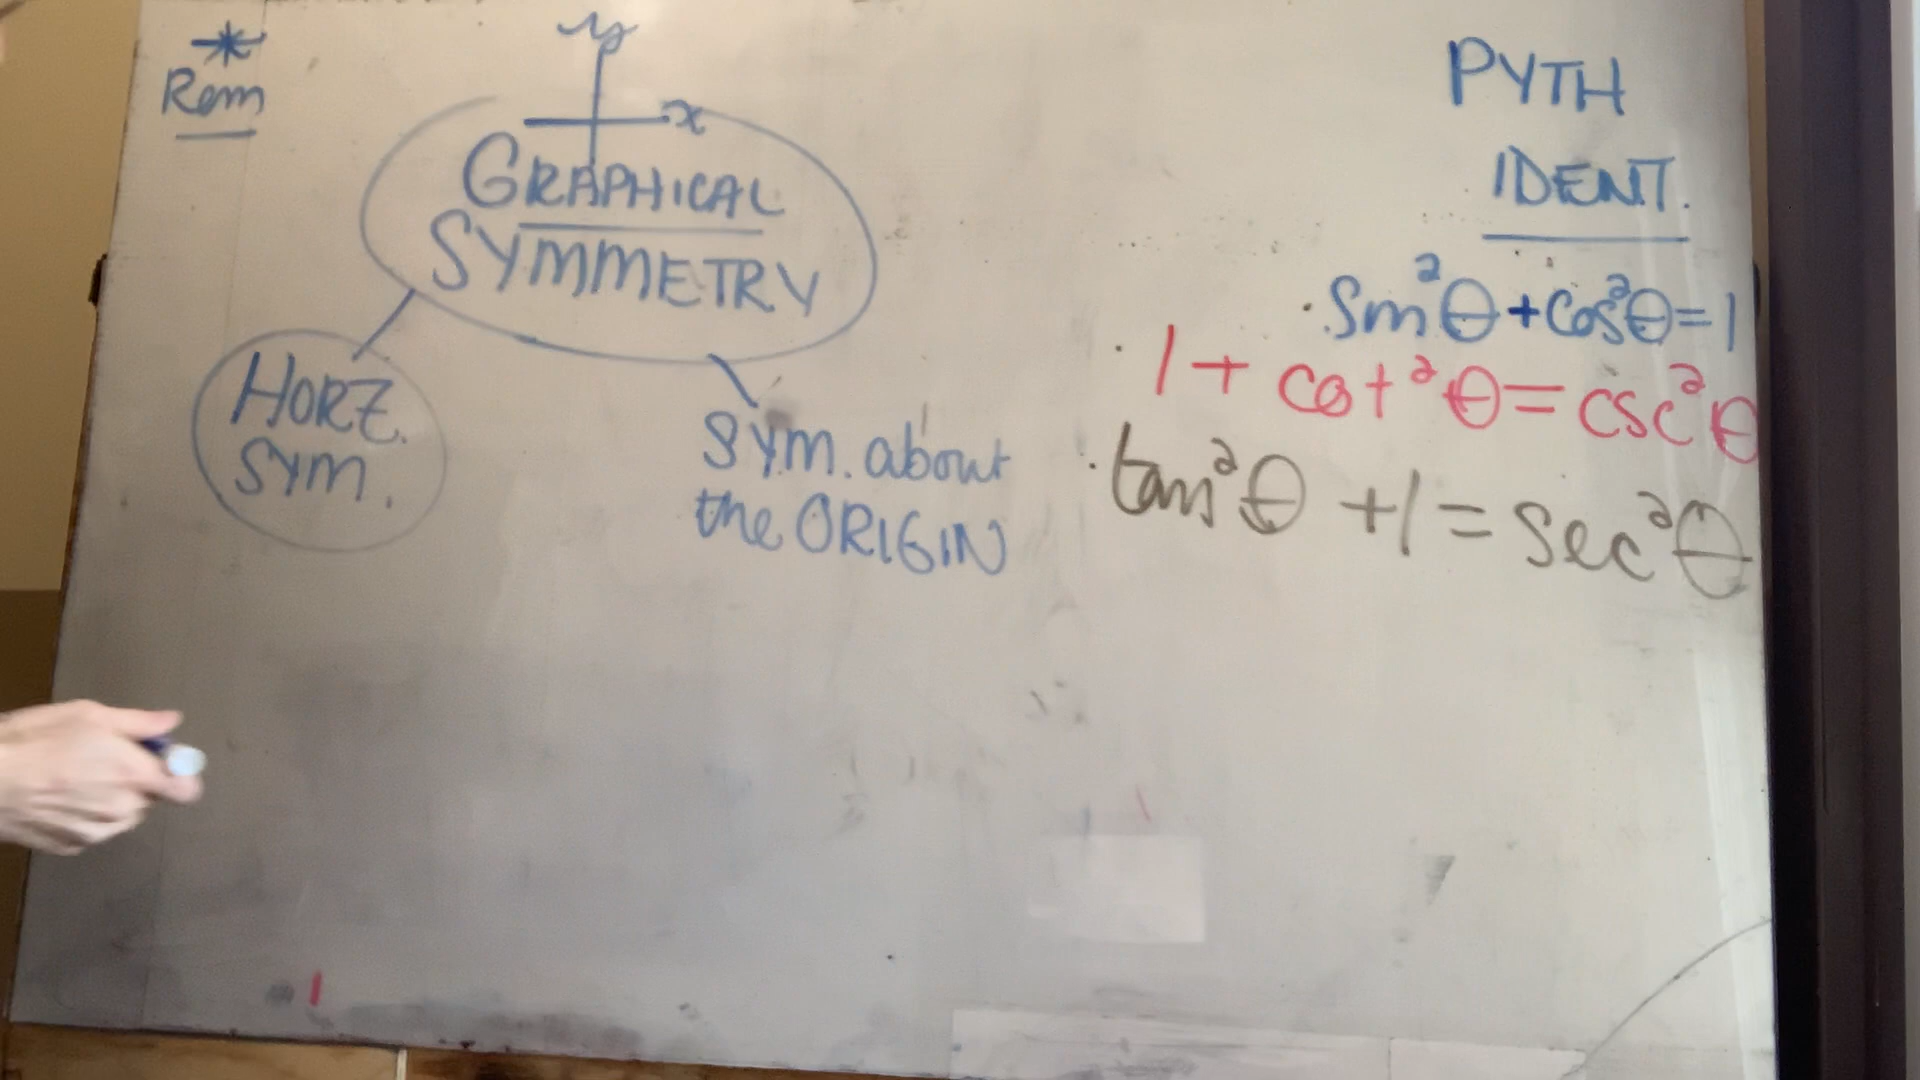 *
Rem
y
x
GRAPHICAL
SYMMETRY
HORZ.
SYM.
Sym. about
the ORIGIN
PYTH
IDENT.
· Sin²θ + Cos²θ = 1
· 1 + cot²θ = csc²θ
· tan²θ + 1 = sec²θ